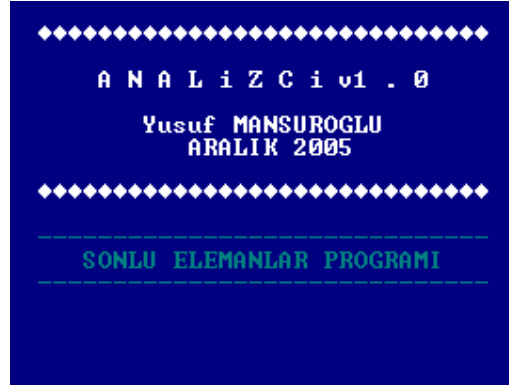 A N A L i Z C i v1 . 0
Yusuf MANSUROGLU
ARALIK 2005
SONLU ELEMANLAR PROGRAMI